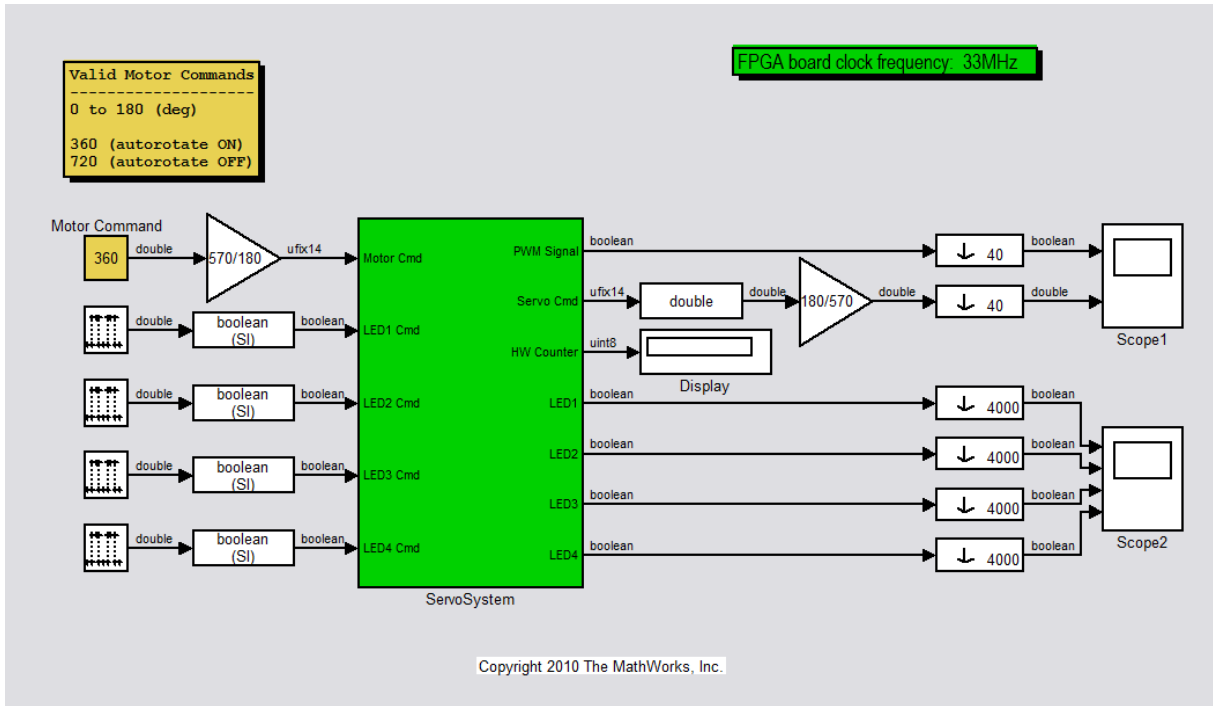 FPGA board clock frequency: 33MHz
Valid Motor Commands
---------------------
0 to 180 (deg)
360 (autorotate ON)
720 (autorotate OFF)
Motor Command
360
double
570/180
ufix14
Motor Cmd
double
boolean
(SI)
boolean
LED1 Cmd
double
boolean
(SI)
boolean
LED2 Cmd
double
boolean
(SI)
boolean
LED3 Cmd
double
boolean
(SI)
boolean
LED4 Cmd
PWM Signal
boolean
40
boolean
Servo Cmd
ufix14
double
double
180/570
double
40
double
Scope1
HW Counter
uint8
Display
LED1
boolean
4000
boolean
LED2
boolean
4000
boolean
LED3
boolean
4000
boolean
LED4
boolean
4000
boolean
Scope2
ServoSystem
Copyright 2010 The MathWorks, Inc.